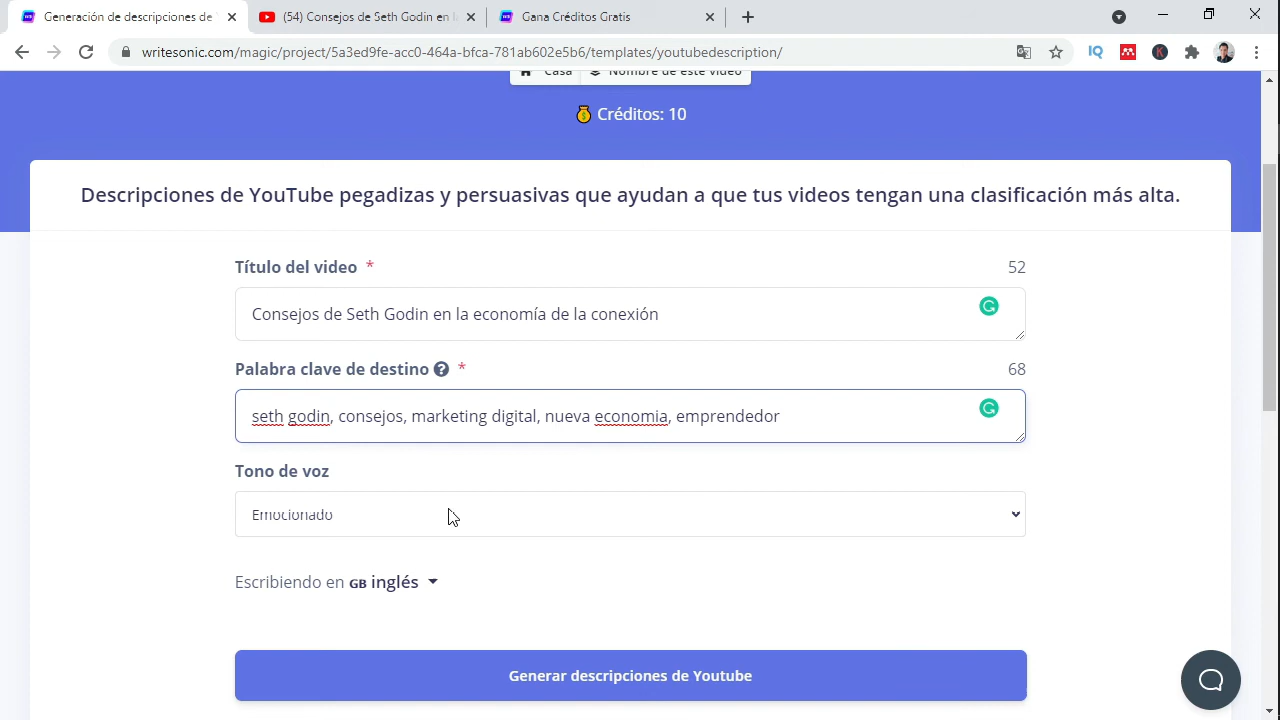 Generación de descripciones de
(54) Consejos de Seth Godin en l
Gana Créditos Gratis
writesonic.com/magic/project/5a3ed9fe-acc0-464a-bfca-781ab602e5b6/templates/youtubedescription/
IQ
K
Casa
Nombre de este video
Créditos: 10
Descripciones de YouTube pegadizas y persuasivas que ayudan a que tus videos tengan una clasificación más alta.
Título del video * 52
Consejos de Seth Godin en la economía de la conexión
Palabra clave de destino ? * 68
seth godin, consejos, marketing digital, nueva economia, emprendedor
Tono de voz
Emocionado
Escribiendo en GB inglés
Generar descripciones de Youtube